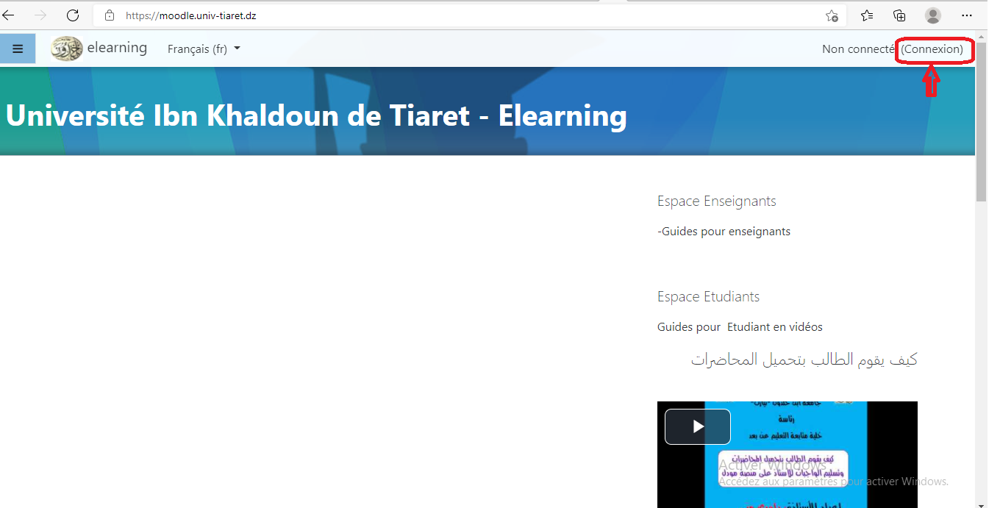 https://moodle.univ-tiaret.dz
elearning
Français (fr)
Non connecté (Connexion)
Université Ibn Khaldoun de Tiaret - Elearning
Espace Enseignants
-Guides pour enseignants
Espace Etudiants
Guides pour Etudiant en vidéos
كيف يقوم الطالب بتحميل المحاضرات
جامعة ابن خلدون -تيارت-
رئاسة
خلية متابعة التعليم عن بعد
كيف يقوم الطالب بتحميل المحاضرات
وتسليم الواجبات للأستاذ على منصة مودل
Activer Windows
Accédez aux paramètres pour activer Windows.